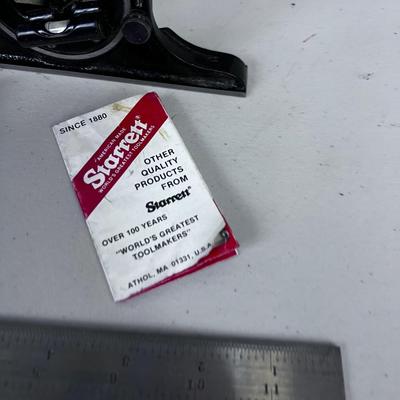 SINCE 1880
"AMERICAN MADE
Starrett®
WORLD'S GREATEST TOOLMAKERS"
OTHER
QUALITY
PRODUCTS
FROM
Starrett®
OVER 100 YEARS
"WORLD'S GREATEST
TOOLMAKERS"
ATHOL, MA 01331, U.S.A.